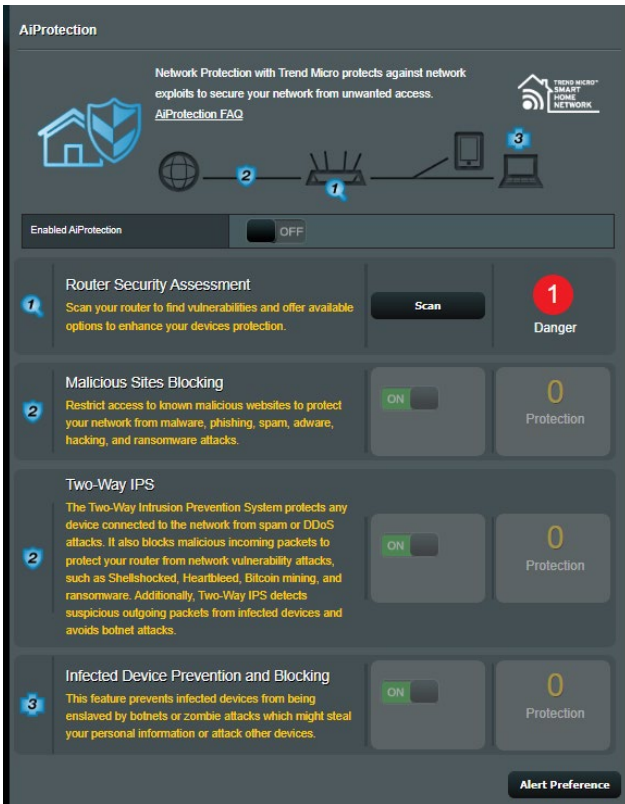 AiProtection
Network Protection with Trend Micro protects against network
exploits to secure your network from unwanted access.
AiProtection FAQ
TREND MICRO™
SMART
HOME
NETWORK
3
2
1
Enabled AiProtection
OFF
1
Router Security Assessment
Scan your router to find vulnerabilities and offer available
options to enhance your devices protection.
Scan
1
Danger
2
Malicious Sites Blocking
Restrict access to known malicious websites to protect
your network from malware, phishing, spam, adware,
hacking, and ransomware attacks.
ON
0
Protection
2
Two-Way IPS
The Two-Way Intrusion Prevention System protects any
device connected to the network from spam or DDoS
attacks. It also blocks malicious incoming packets to
protect your router from network vulnerability attacks,
such as Shellshocked, Heartbleed, Bitcoin mining, and
ransomware. Additionally, Two-Way IPS detects
suspicious outgoing packets from infected devices and
avoids botnet attacks.
ON
0
Protection
3
Infected Device Prevention and Blocking
This feature prevents infected devices from being
enslaved by botnets or zombie attacks which might steal
your personal information or attack other devices.
ON
0
Protection
Alert Preference